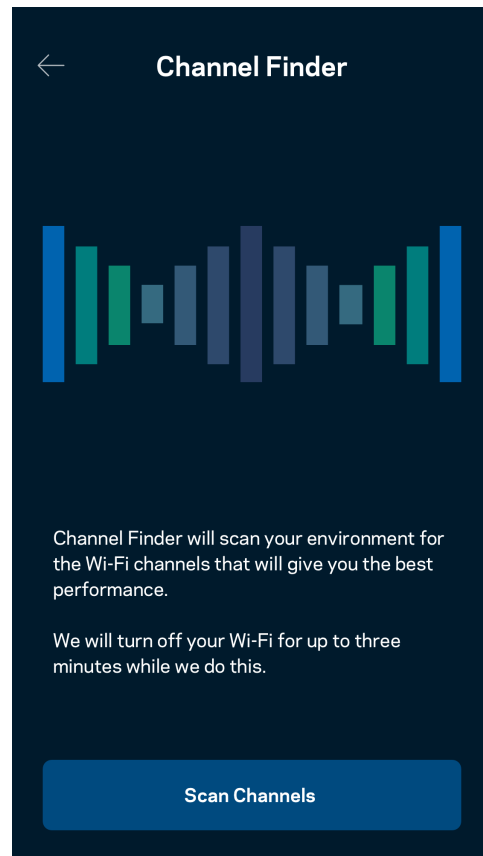 Channel Finder
Channel Finder will scan your environment for
the Wi-Fi channels that will give you the best
performance.
We will turn off your Wi-Fi for up to three
minutes while we do this.
Scan Channels